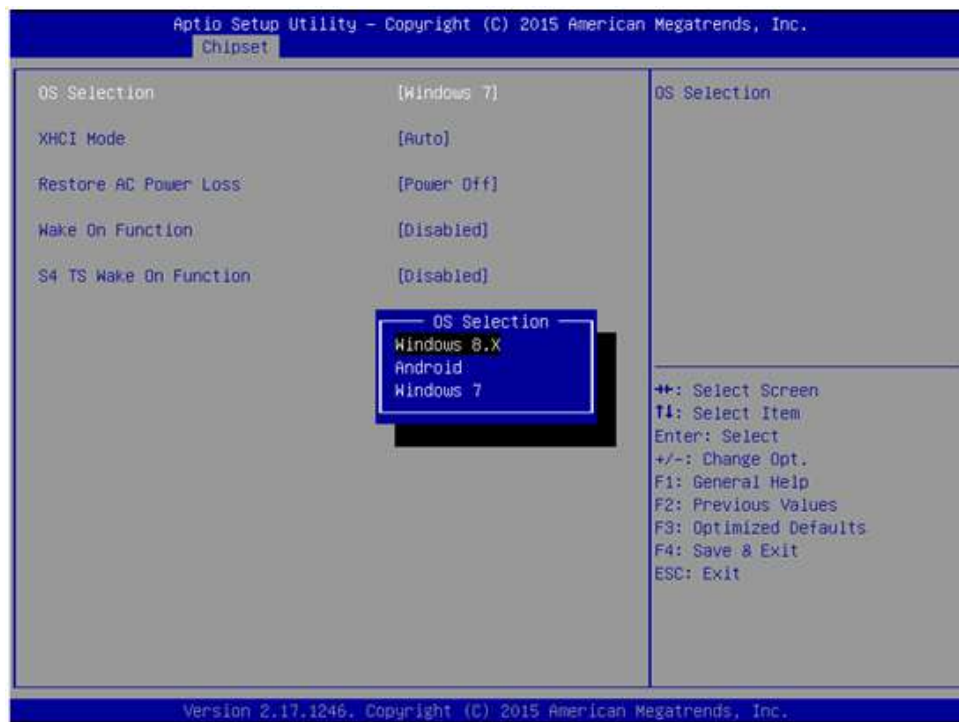 Aptio Setup Utility – Copyright (C) 2015 American Megatrends, Inc.
Chipset
OS Selection [Windows 7]
XHCI Mode [Auto]
Restore AC Power Loss [Power Off]
Wake On Function [Disabled]
S4 TS Wake On Function [Disabled]
OS Selection
Windows 8.X
Android
Windows 7
OS Selection
→←: Select Screen
↑↓: Select Item
Enter: Select
+/-: Change Opt.
F1: General Help
F2: Previous Values
F3: Optimized Defaults
F4: Save & Exit
ESC: Exit
Version 2.17.1246. Copyright (C) 2015 American Megatrends, Inc.